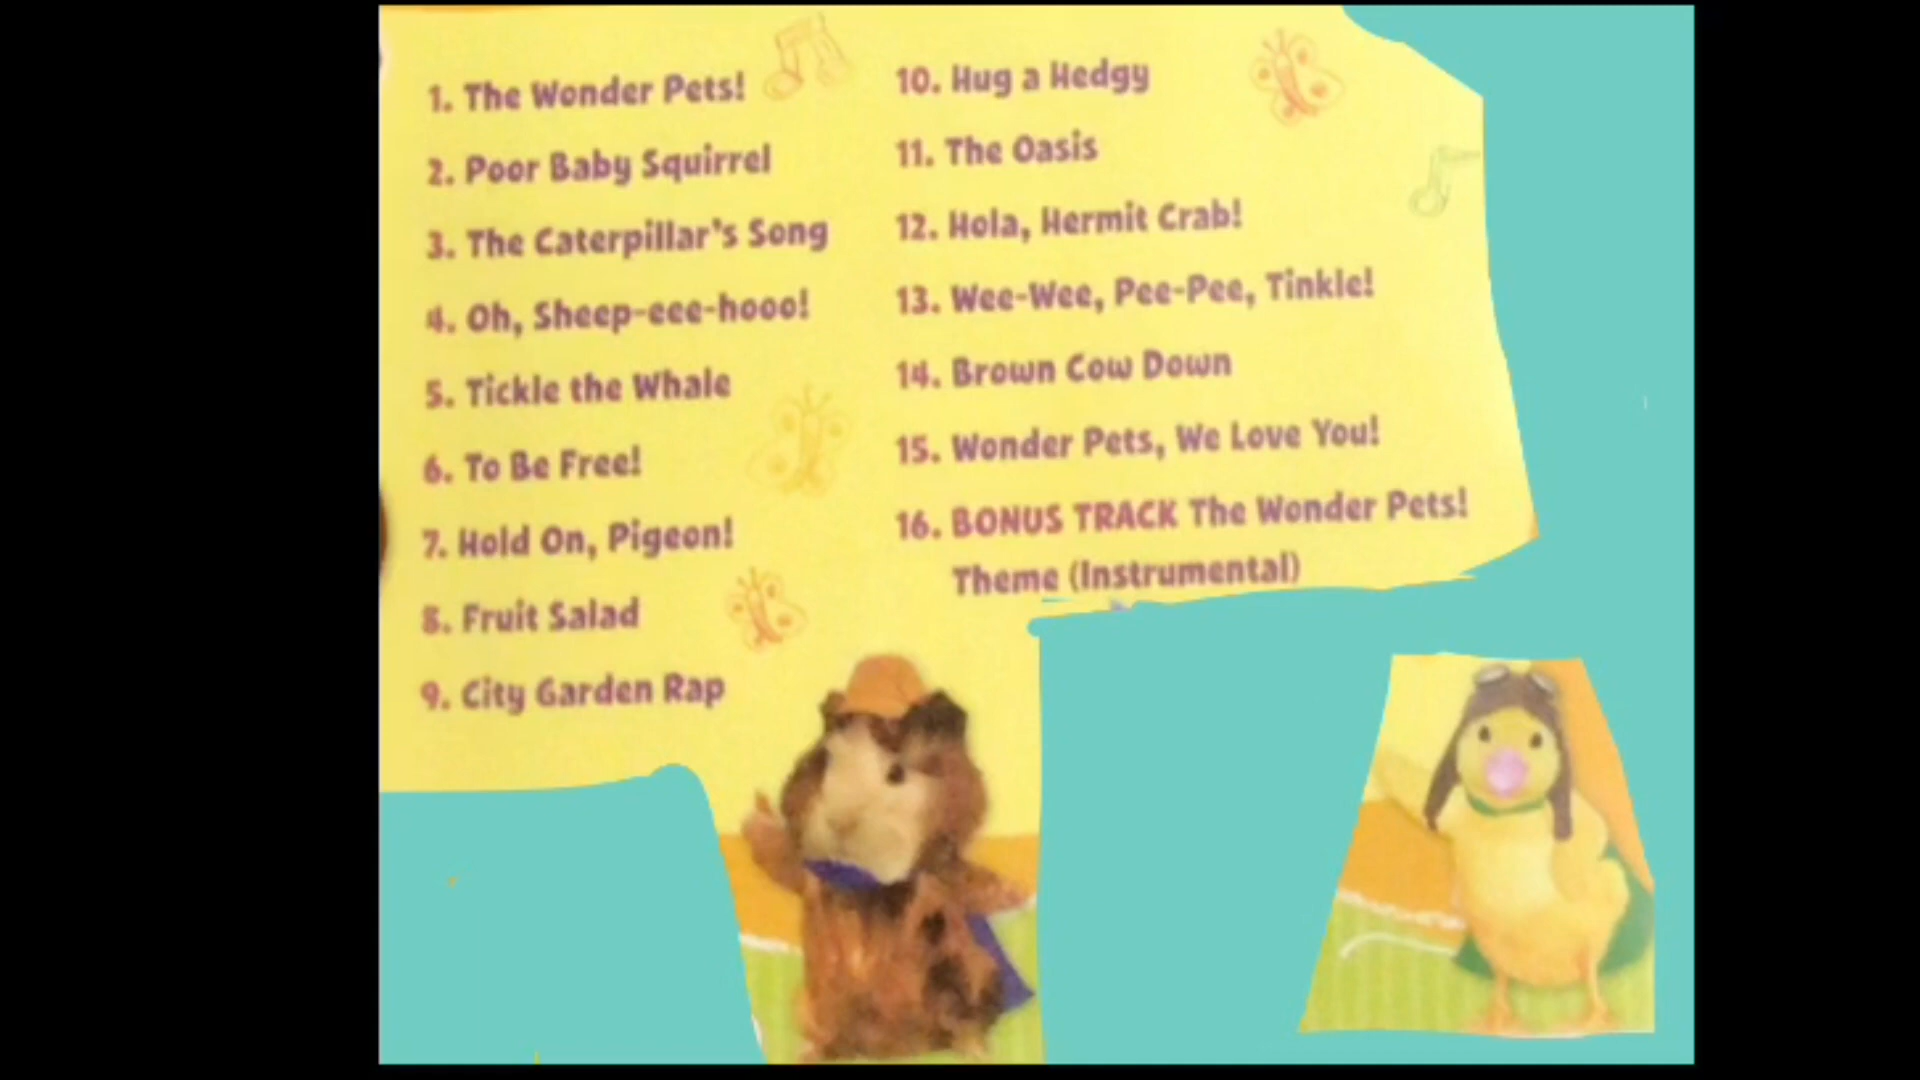 1. The Wonder Pets!
2. Poor Baby Squirrel
3. The Caterpillar's Song
4. Oh, Sheep-eee-hooo!
5. Tickle the Whale
6. To Be Free!
7. Hold On, Pigeon!
8. Fruit Salad
9. City Garden Rap
10. Hug a Hedgy
11. The Oasis
12. Hola, Hermit Crab!
13. Wee-Wee, Pee-Pee, Tinkle!
14. Brown Cow Down
15. Wonder Pets, We Love You!
16. BONUS TRACK The Wonder Pets!
Theme (Instrumental)